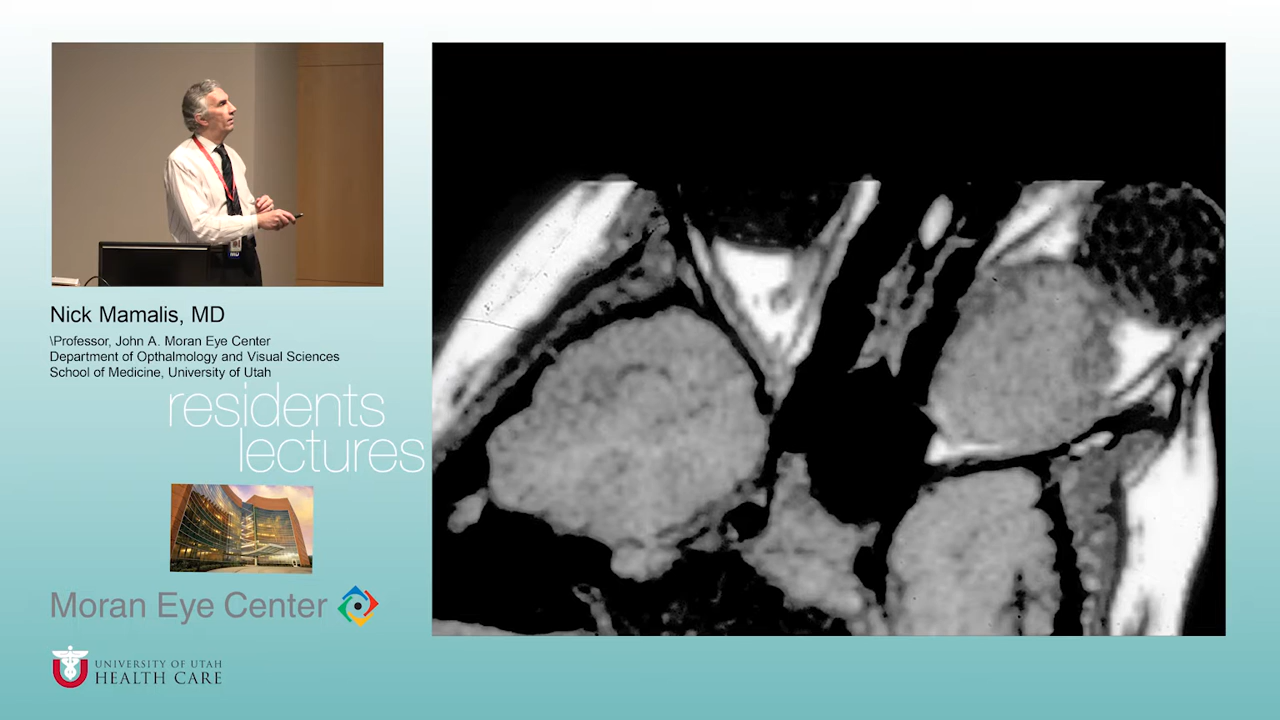 Nick Mamalis, MD
\Professor, John A. Moran Eye Center
Department of Opthalmology and Visual Sciences
School of Medicine, University of Utah
residents
lectures
Moran Eye Center
UNIVERSITY OF UTAH
HEALTH CARE